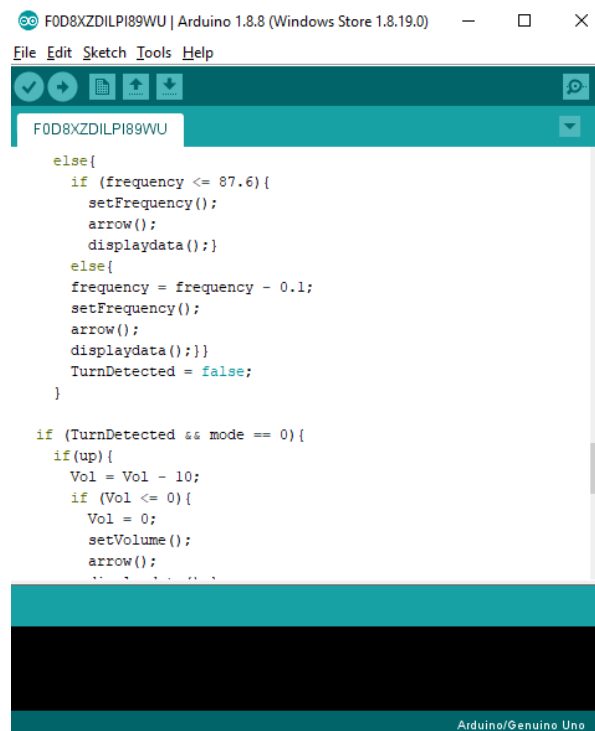 F0D8XZDILPI89WU | Arduino 1.8.8 (Windows Store 1.8.19.0)
File Edit Sketch Tools Help
F0D8XZDILPI89WU
else{
if (frequency <= 87.6){
setFrequency();
arrow();
displaydata();}
else{
frequency = frequency - 0.1;
setFrequency();
arrow();
displaydata();}}
TurnDetected = false;
}
if (TurnDetected && mode == 0){
if(up){
Vol = Vol - 10;
if (Vol <= 0){
Vol = 0;
setVolume();
arrow();
Arduino/Genuino Uno